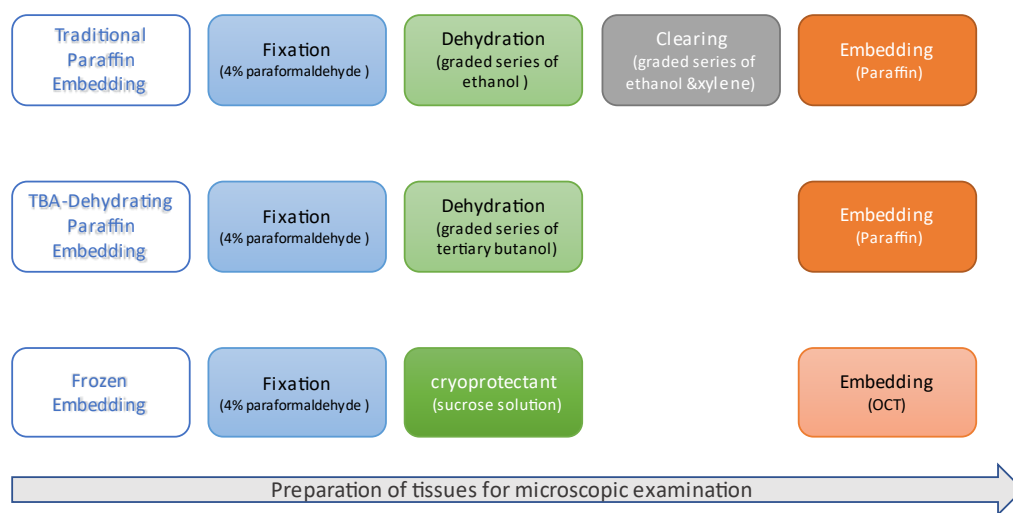 Traditional
Paraffin
Embedding
Fixation
(4% paraformaldehyde )
Dehydration
(graded series of
ethanol )
Clearing
(graded series of
ethanol &xylene)
Embedding
(Paraffin)
TBA-Dehydrating
Paraffin
Embedding
Fixation
(4% paraformaldehyde )
Dehydration
(graded series of
tertiary butanol)
Embedding
(Paraffin)
Frozen
Embedding
Fixation
(4% paraformaldehyde )
cryoprotectant
(sucrose solution)
Embedding
(OCT)
Preparation of tissues for microscopic examination